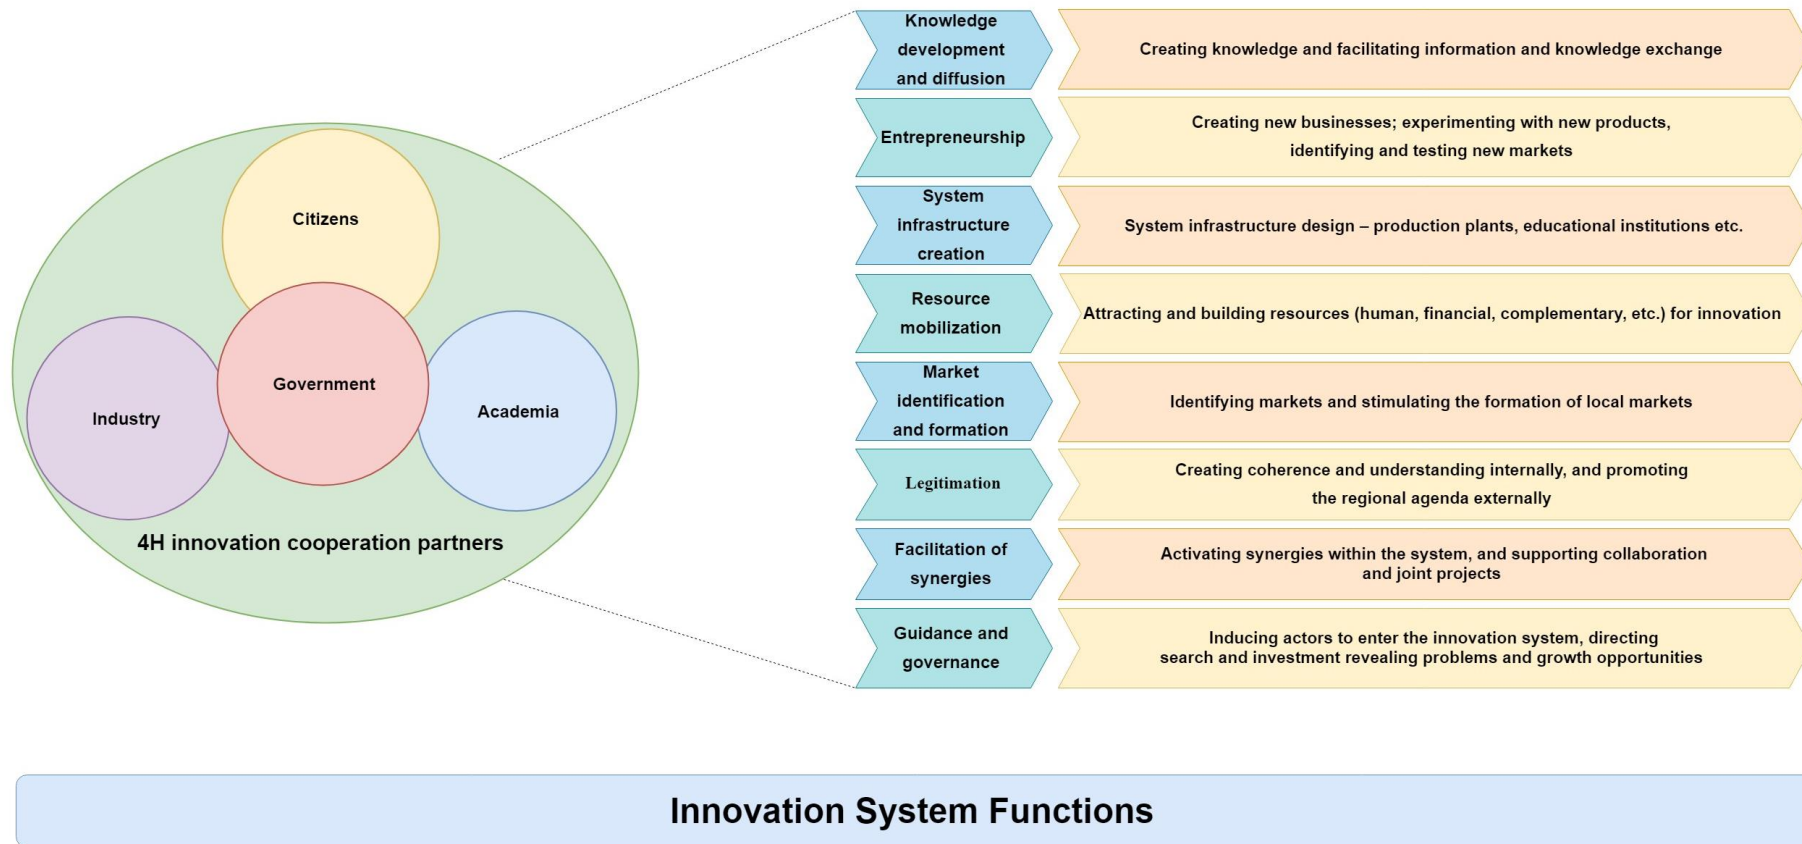 Citizens
Government
Industry
Academia
4H innovation cooperation partners
Knowledge
development
and diffusion
Creating knowledge and facilitating information and knowledge exchange
Entrepreneurship
Creating new businesses; experimenting with new products,
identifying and testing new markets
System
infrastructure
creation
System infrastructure design – production plants, educational institutions etc.
Resource
mobilization
Attracting and building resources (human, financial, complementary, etc.) for innovation
Market
identification
and formation
Identifying markets and stimulating the formation of local markets
Legitimation
Creating coherence and understanding internally, and promoting
the regional agenda externally
Facilitation of
synergies
Activating synergies within the system, and supporting collaboration
and joint projects
Guidance and
governance
Inducing actors to enter the innovation system, directing
search and investment revealing problems and growth opportunities
Innovation System Functions